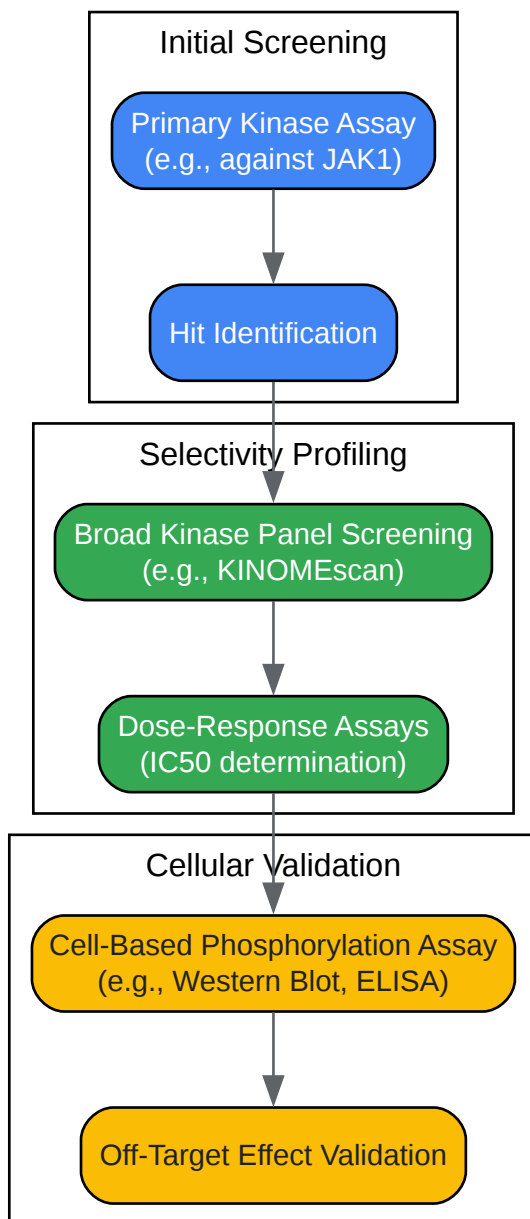 Initial Screening
Primary Kinase Assay
(e.g., against JAK1)
Hit Identification
Selectivity Profiling
Broad Kinase Panel Screening
(e.g., KINOMEscan)
Dose-Response Assays
(IC50 determination)
Cellular Validation
Cell-Based Phosphorylation Assay
(e.g., Western Blot, ELISA)
Off-Target Effect Validation